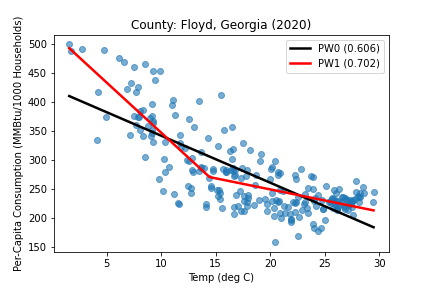 County: Floyd, Georgia (2020)
PW0 (0.606)
PW1 (0.702)
Per-Capita Consumption (MMBtu/1000 Households)
500
450
400
350
300
250
200
150
5 10 15 20 25 30
Temp (deg C)